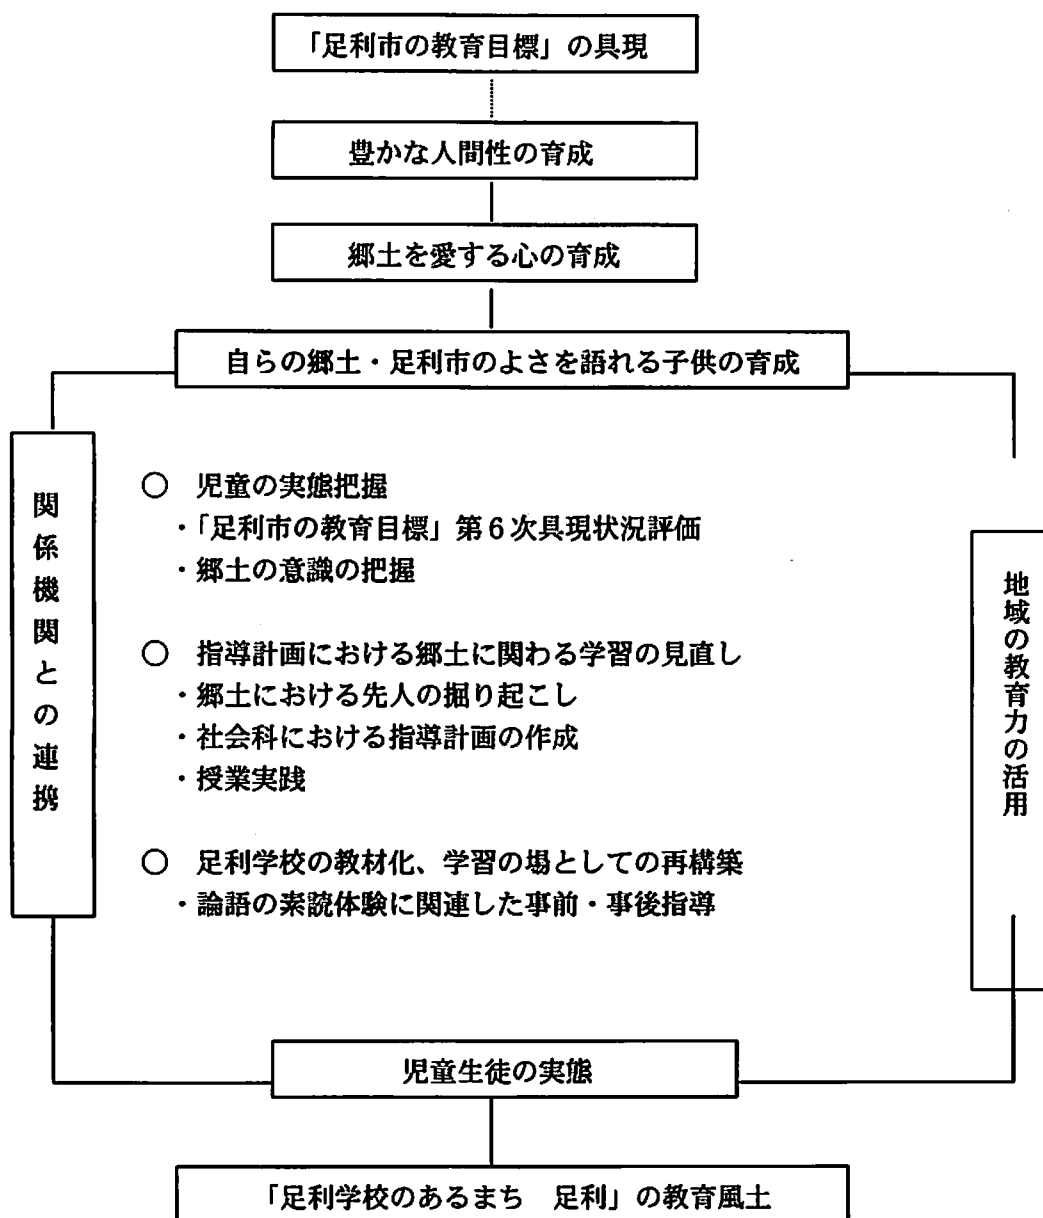 「足利市の教育目標」の具現
豊かな人間性の育成
郷土を愛する心の育成
自らの郷土・足利市のよさを語れる子供の育成
関係機関との連携
○ 児童の実態把握
・「足利市の教育目標」第6次具現状況評価
・郷土の意識の把握
○ 指導計画における郷土に関わる学習の見直し
・郷土における先人の掘り起こし
・社会科における指導計画の作成
・授業実践
○ 足利学校の教材化、学習の場としての再構築
・論語の素読体験に関連した事前・事後指導
地域の教育力の活用
児童生徒の実態
「足利学校のあるまち 足利」の教育風土